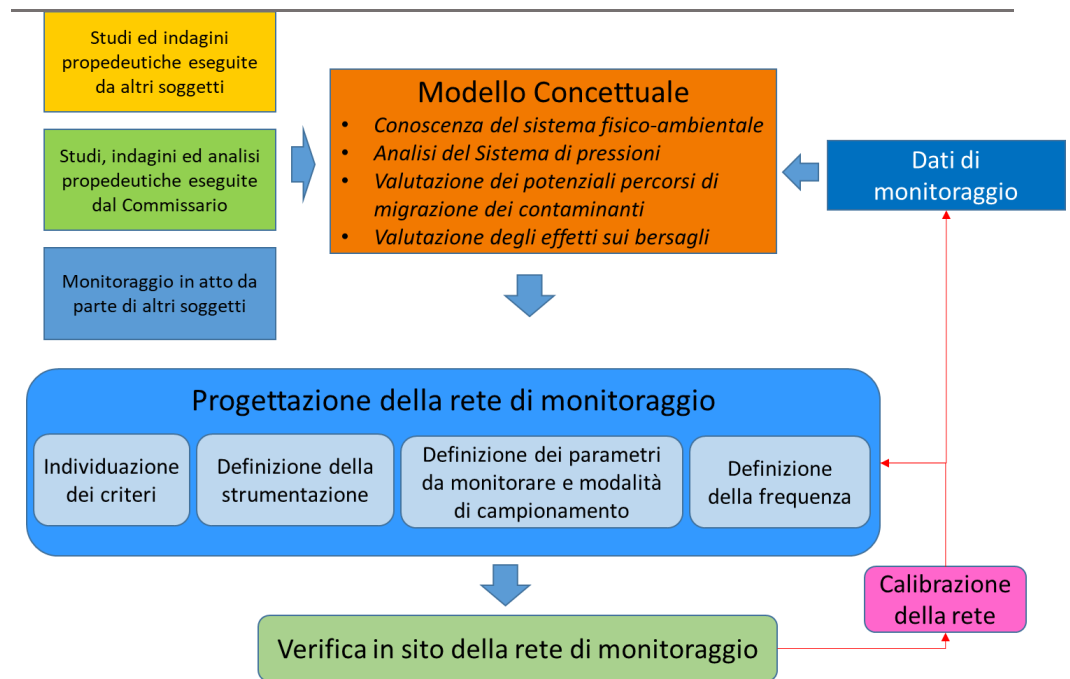 Studi ed indagini
propedeutiche eseguite
da altri soggetti
Studi, indagini ed analisi
propedeutiche eseguite
dal Commissario
Monitoraggio in atto da
parte di altri soggetti
Modello Concettuale
• Conoscenza del sistema fisico-ambientale
• Analisi del Sistema di pressioni
• Valutazione dei potenziali percorsi di
migrazione dei contaminanti
• Valutazione degli effetti sui bersagli
Dati di
monitoraggio
Progettazione della rete di monitoraggio
Individuazione
dei criteri
Definizione della
strumentazione
Definizione dei parametri
da monitorare e modalità
di campionamento
Definizione
della frequenza
Calibrazione
della rete
Verifica in sito della rete di monitoraggio